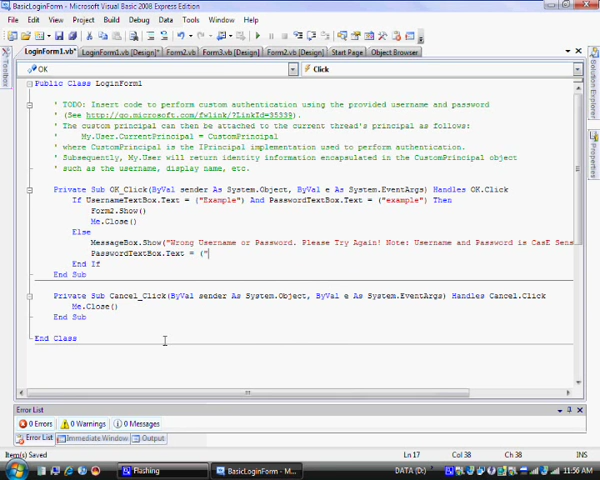 BasicLoginForm - Microsoft Visual Basic 2008 Express Edition
File Edit View Project Build Debug Data Tools Window Help
LoginForm1.vb* LoginForm1.vb [Design]* Form2.vb Form3.vb [Design]* Form2.vb [Design]* Start Page Object Browser
OK Click
Toolbox
Solution Explorer
Properties
Public Class LoginForm1
' TODO: Insert code to perform custom authentication using the provided username and password
' (See http://go.microsoft.com/fwlink/?LinkId=35339).
' The custom principal can then be attached to the current thread's principal as follows:
' My.User.CurrentPrincipal = CustomPrincipal
' where CustomPrincipal is the IPrincipal implementation used to perform authentication.
' Subsequently, My.User will return identity information encapsulated in the CustomPrincipal object
' such as the username, display name, etc.
Private Sub OK_Click(ByVal sender As System.Object, ByVal e As System.EventArgs) Handles OK.Click
If UsernameTextBox.Text = ("Example") And PasswordTextBox.Text = ("example") Then
Form2.Show()
Me.Close()
Else
MessageBox.Show("Wrong Username or Password. Please Try Again! Note: Username and Password is CasE Sens
PasswordTextBox.Text = ("
End If
End Sub
Private Sub Cancel_Click(ByVal sender As System.Object, ByVal e As System.EventArgs) Handles Cancel.Click
Me.Close()
End Sub
End Class
Error List
0 Errors 0 Warnings 0 Messages
Error List Immediate Window Output
Item(s) Saved Ln 17 Col 38 Ch 38 INS
Flushing BasicLoginForm - M... DATA (D:) 11:56 AM